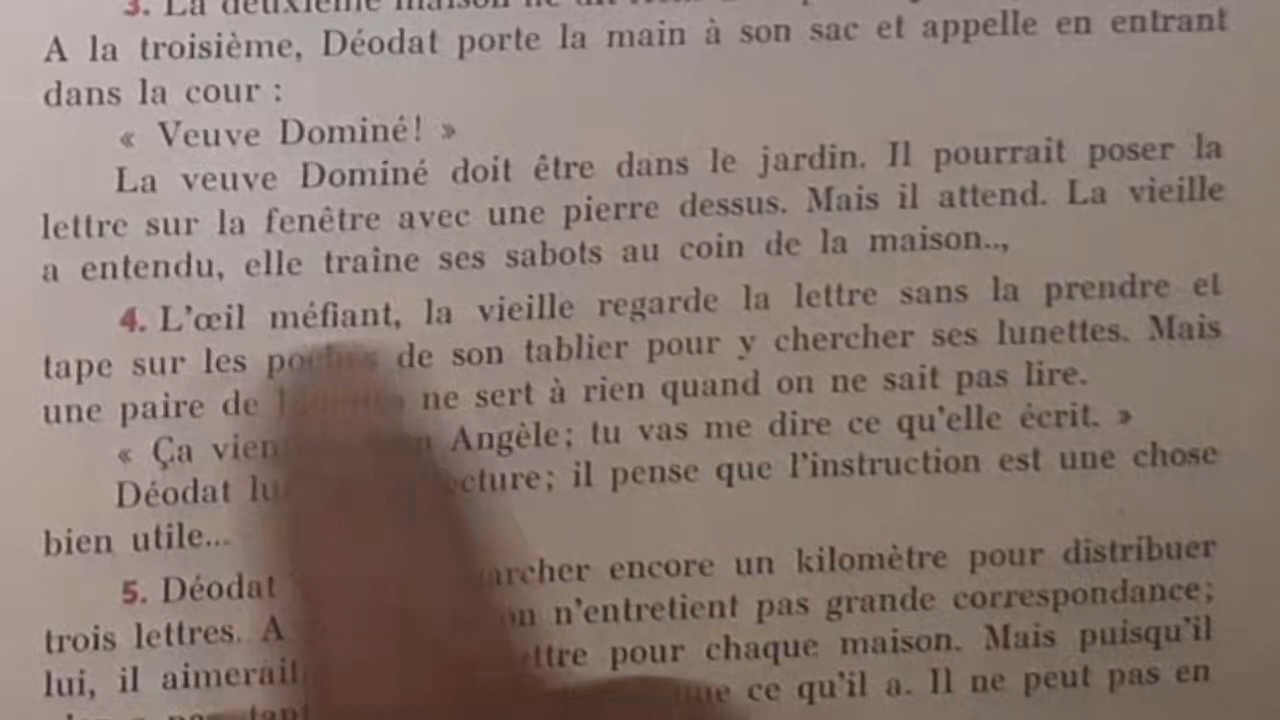 3. La deuxième maison
A la troisième, Déodat porte la main à son sac et appelle en entrant
dans la cour :
« Veuve Dominé! »
La veuve Dominé doit être dans le jardin. Il pourrait poser la
lettre sur la fenêtre avec une pierre dessus. Mais il attend. La vieille
a entendu, elle traîne ses sabots au coin de la maison..,
4. L'œil méfiant, la vieille regarde la lettre sans la prendre et
tape sur les poches de son tablier pour y chercher ses lunettes. Mais
une paire de ne sert à rien quand on ne sait pas lire.
« Ça Angèle; tu vas me dire ce qu'elle écrit. »
Déodat il pense que l'instruction est une chose
bien utile...
5. Déodat encore un kilomètre pour distribuer
trois lettres. A n'entretient pas grande correspondance;
lui, il pour chaque maison. Mais puisqu'il
ce qu'il a. Il ne peut pas en